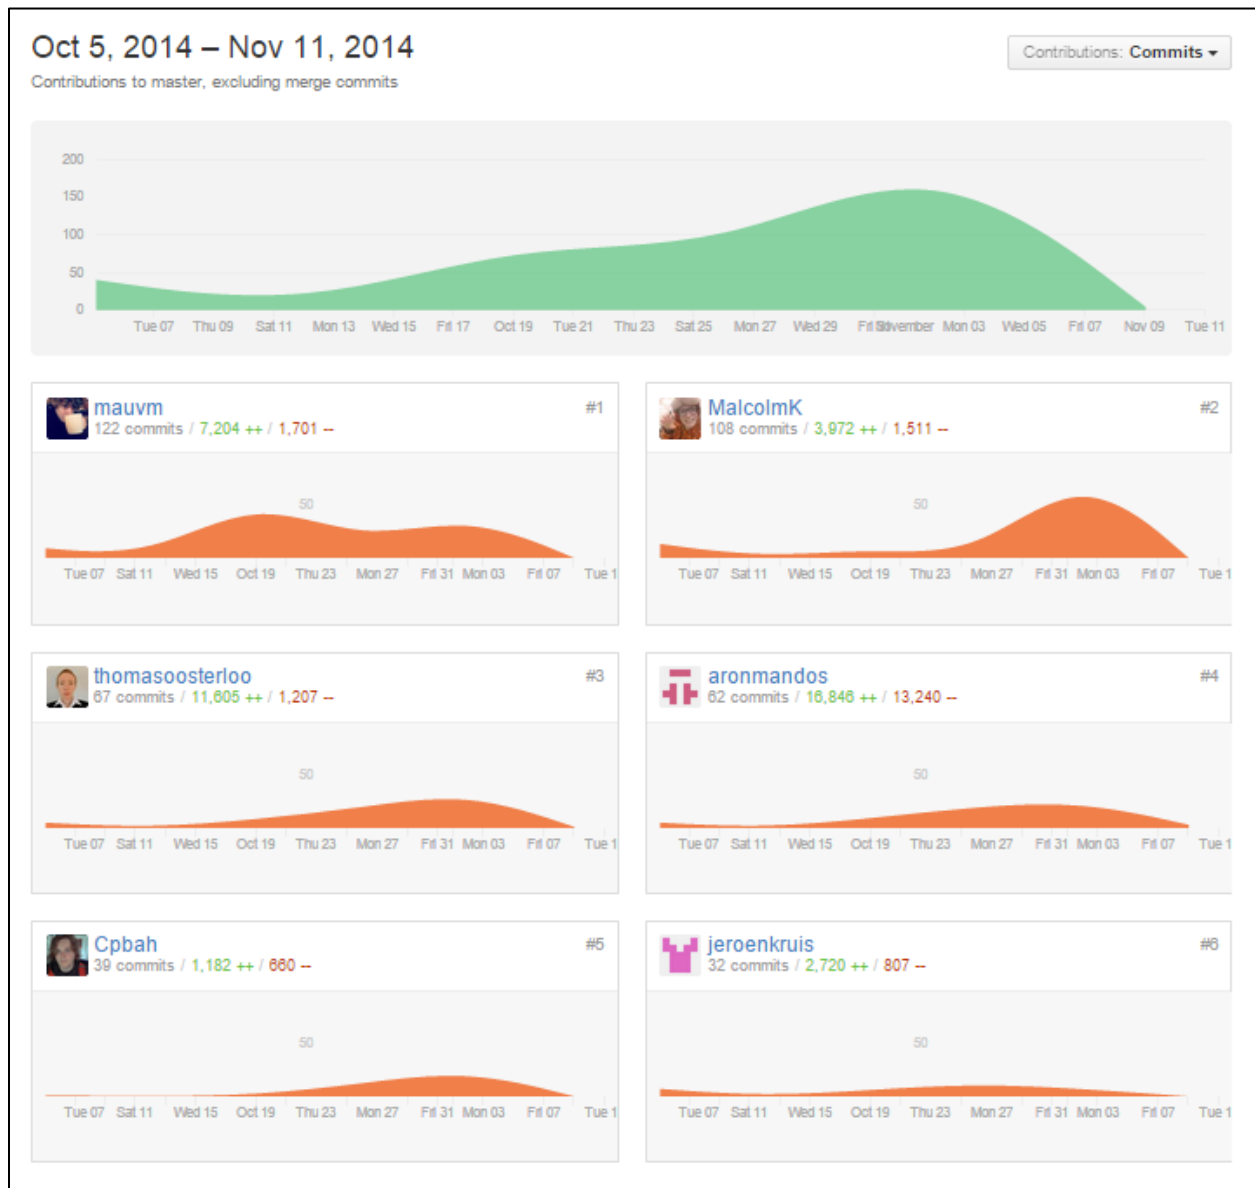 Oct 5, 2014 – Nov 11, 2014
Contributions: Commits
Contributions to master, excluding merge commits
200
150
100
50
0
Tue 07 Thu 09 Sat 11 Mon 13 Wed 15 Fri 17 Oct 19 Tue 21 Thu 23 Sat 25 Mon 27 Wed 29 Fri November Mon 03 Wed 05 Fri 07 Nov 09 Tue 11
mauvm #1
122 commits / 7,204 ++ / 1,701 --
50
Tue 07 Sat 11 Wed 15 Oct 19 Thu 23 Mon 27 Fri 31 Mon 03 Fri 07 Tue 1
MalcolmK #2
108 commits / 3,972 ++ / 1,511 --
50
Tue 07 Sat 11 Wed 15 Oct 19 Thu 23 Mon 27 Fri 31 Mon 03 Fri 07 Tue 1
thomasoosterloo #3
67 commits / 11,605 ++ / 1,207 --
50
Tue 07 Sat 11 Wed 15 Oct 19 Thu 23 Mon 27 Fri 31 Mon 03 Fri 07 Tue 1
aronmandos #4
62 commits / 16,846 ++ / 13,240 --
50
Tue 07 Sat 11 Wed 15 Oct 19 Thu 23 Mon 27 Fri 31 Mon 03 Fri 07 Tue 1
Cpbah #5
39 commits / 1,182 ++ / 660 --
50
Tue 07 Sat 11 Wed 15 Oct 19 Thu 23 Mon 27 Fri 31 Mon 03 Fri 07 Tue 1
jeroenkruis #6
32 commits / 2,720 ++ / 807 --
50
Tue 07 Sat 11 Wed 15 Oct 19 Thu 23 Mon 27 Fri 31 Mon 03 Fri 07 Tue 1